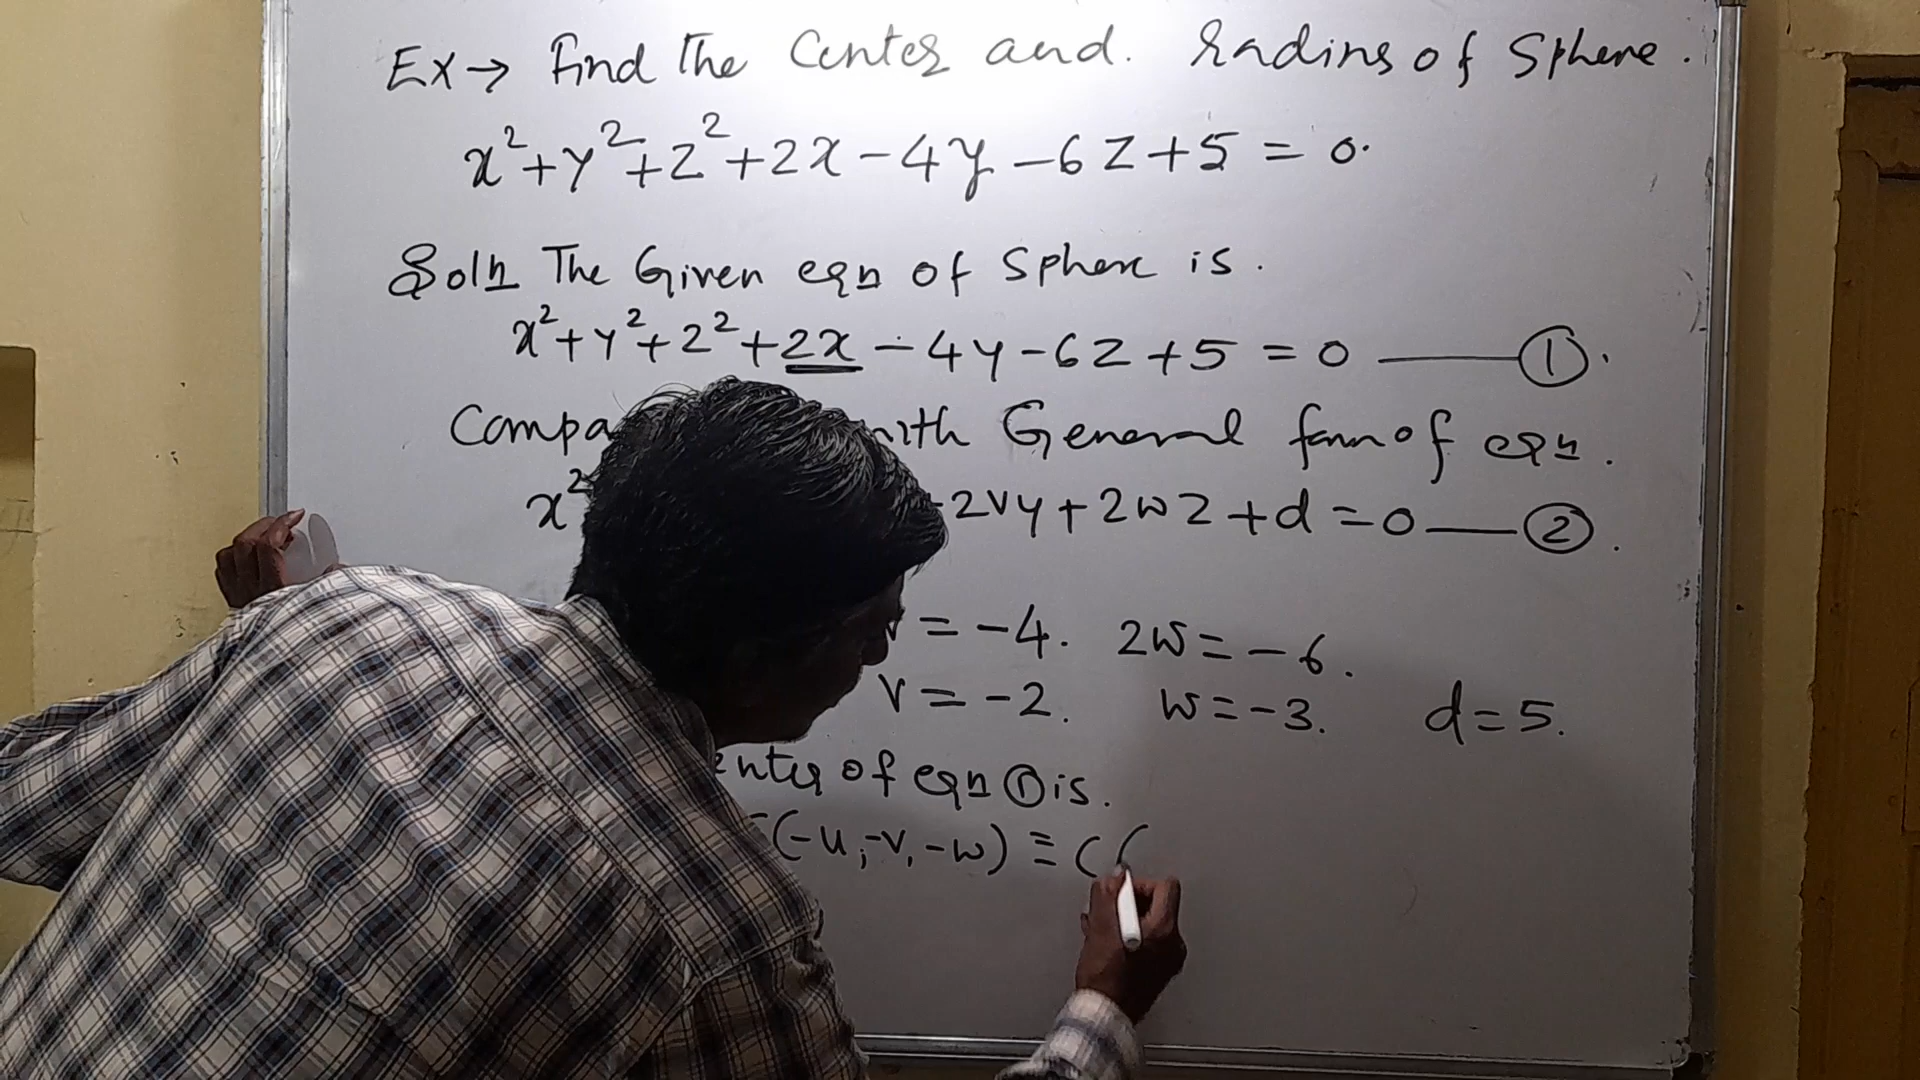 Ex → Find The Center and. Radius of Sphere.
x²+y²+z²+2x-4y-6z+5=0.
Soln The Given eqn of Sphere is.
x²+y²+z²+2x-4y-6z+5=0 —— ①.
with General form of eqn.
x² 2vy+2wz+d=0 —— ②.
=-4. 2w=-6.
v=-2. w=-3. d=5.
of eqn ① is.
(-u,-v,-w) ≡ C(